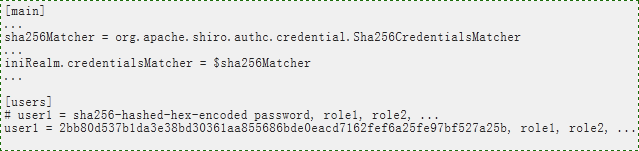 [main]
...
sha256Matcher = org.apache.shiro.authc.credential.Sha256CredentialsMatcher
...
iniRealm.credentialsMatcher = $sha256Matcher
...
[users]
# user1 = sha256-hashed-hex-encoded password, role1, role2, ...
user1 = 2bb80d537b1da3e38bd30361aa855686bde0eacd7162fef6a25fe97bf527a25b, role1, role2, ...